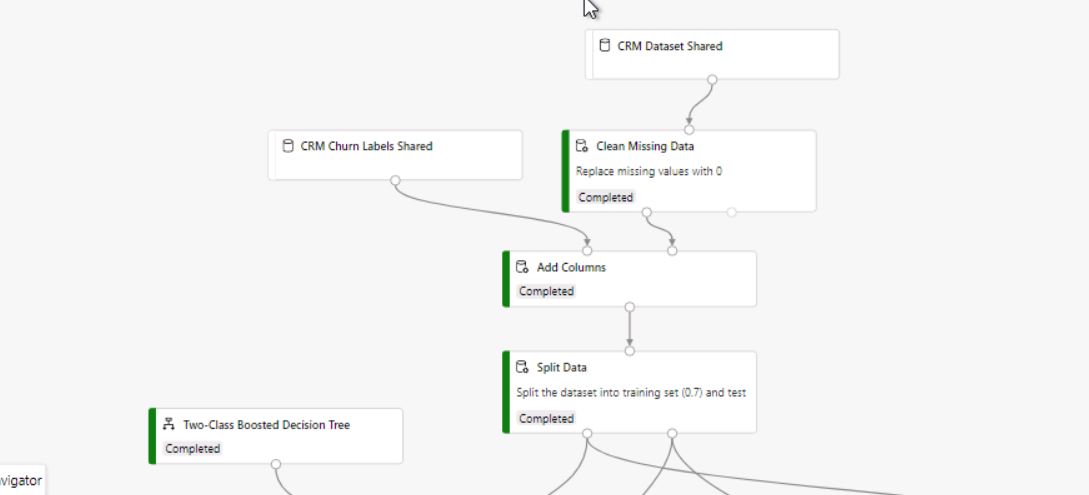 CRM Dataset Shared
CRM Churn Labels Shared
Clean Missing Data
Replace missing values with 0
Completed
Add Columns
Completed
Split Data
Split the dataset into training set (0.7) and test
Completed
Two-Class Boosted Decision Tree
Completed
vigator